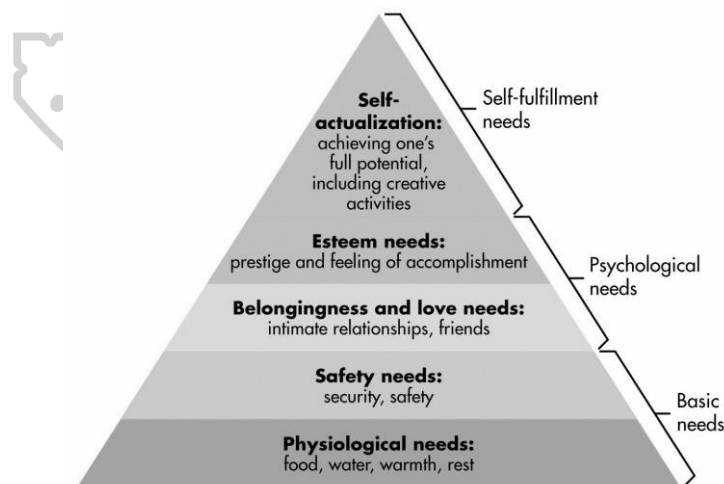 Self-
actualization:
achieving one's
full potential,
including creative
activities
Self-fulfillment
needs
Esteem needs:
prestige and feeling of accomplishment
Psychological
needs
Belongingness and love needs:
intimate relationships, friends
Safety needs:
security, safety
Basic
needs
Physiological needs:
food, water, warmth, rest